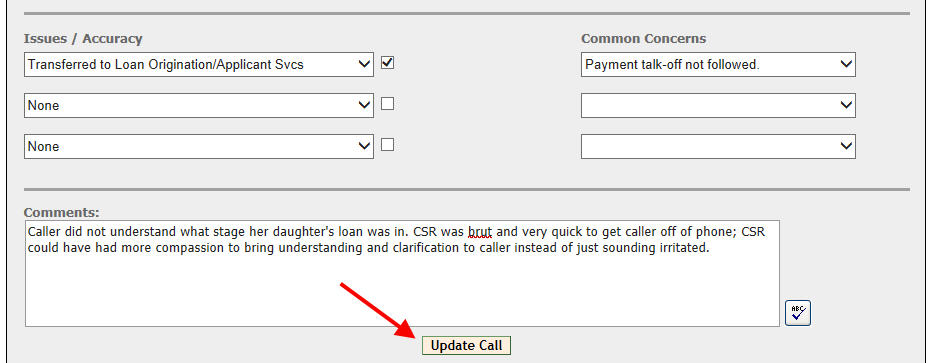 Issues / Accuracy
Common Concerns
Transferred to Loan Origination/Applicant Svcs
Payment talk-off not followed.
None
None
Comments:
Caller did not understand what stage her daughter's loan was in. CSR was brut and very quick to get caller off of phone; CSR
could have had more compassion to bring understanding and clarification to caller instead of just sounding irritated.
ABC
Update Call